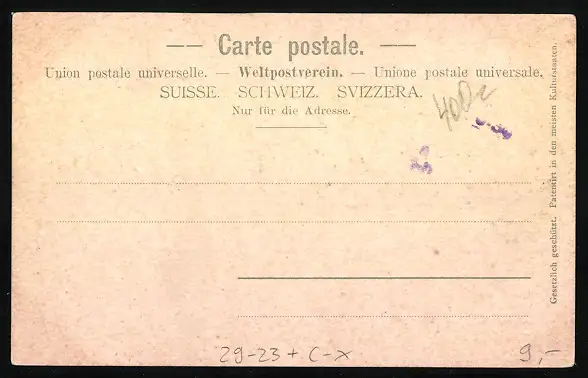 — Carte postale. —
Union postale universelle. — Weltpostverein. — Unione postale universale.
SUISSE. SCHWEIZ. SVIZZERA.
Nur für die Adresse.
Gesetzlich geschützt. Patentirt in den meisten Kulturstaaten.
29-23 + C-X
9,-